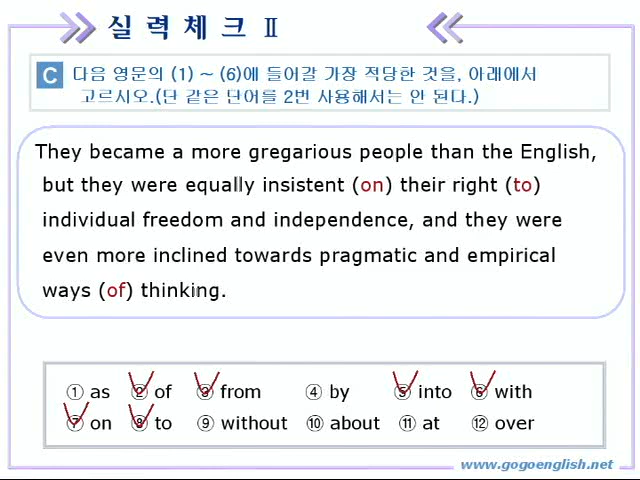 실 력 체 크 Ⅱ
C 다음 영문의 (1) ~ (6)에 들어갈 가장 적당한 것을, 아래에서
고르시오.(단 같은 단어를 2번 사용해서는 안 된다.)
They became a more gregarious people than the English,
but they were equally insistent (on) their right (to)
individual freedom and independence, and they were
even more inclined towards pragmatic and empirical
ways (of) thinking.
① as ② of ③ from ④ by ⑤ into ⑥ with
⑦ on ⑧ to ⑨ without ⑩ about ⑪ at ⑫ over
www.gogoenglish.net